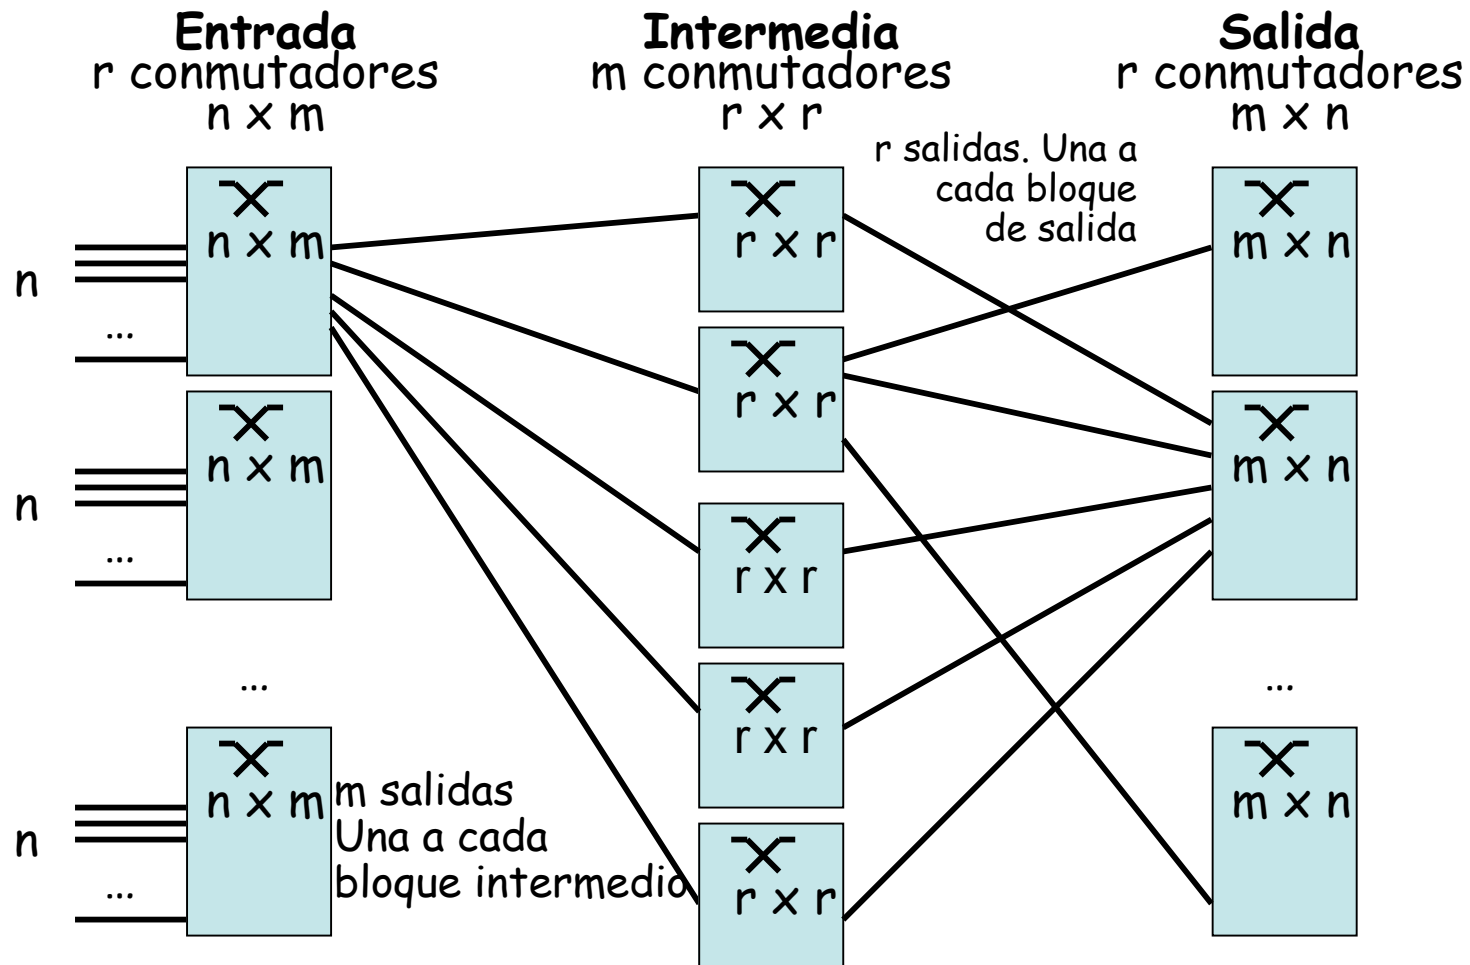 Entrada
r conmutadores
n x m
Intermedia
m conmutadores
r x r
Salida
r conmutadores
m x n
r salidas. Una a
cada bloque
de salida
n
...
n x m
n
...
n x m
...
n
...
n x m
m salidas
Una a cada
bloque intermedio
r x r
r x r
r x r
r x r
r x r
m x n
m x n
...
m x n